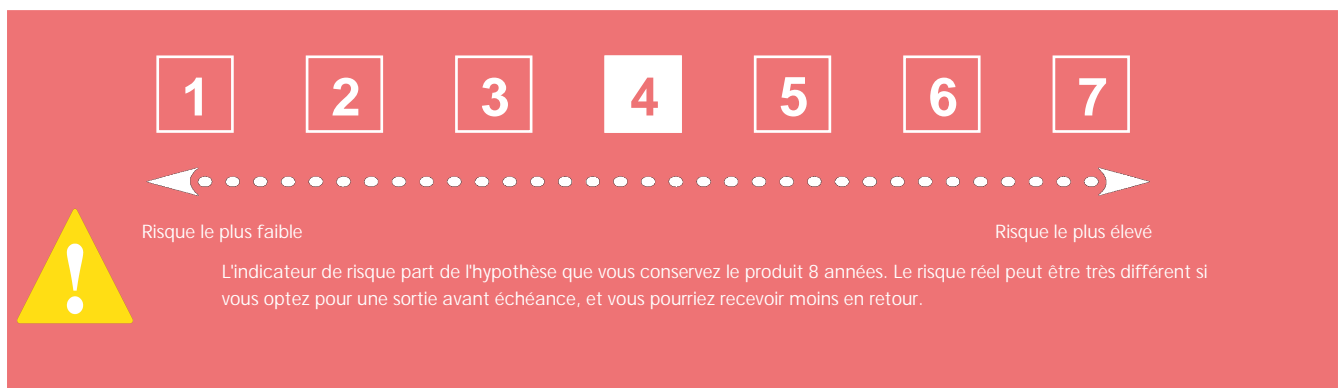 1 2 3 4 5 6 7
Risque le plus faible Risque le plus élevé
!
L'indicateur de risque part de l'hypothèse que vous conservez le produit 8 années. Le risque réel peut être très différent si
vous optez pour une sortie avant échéance, et vous pourriez recevoir moins en retour.